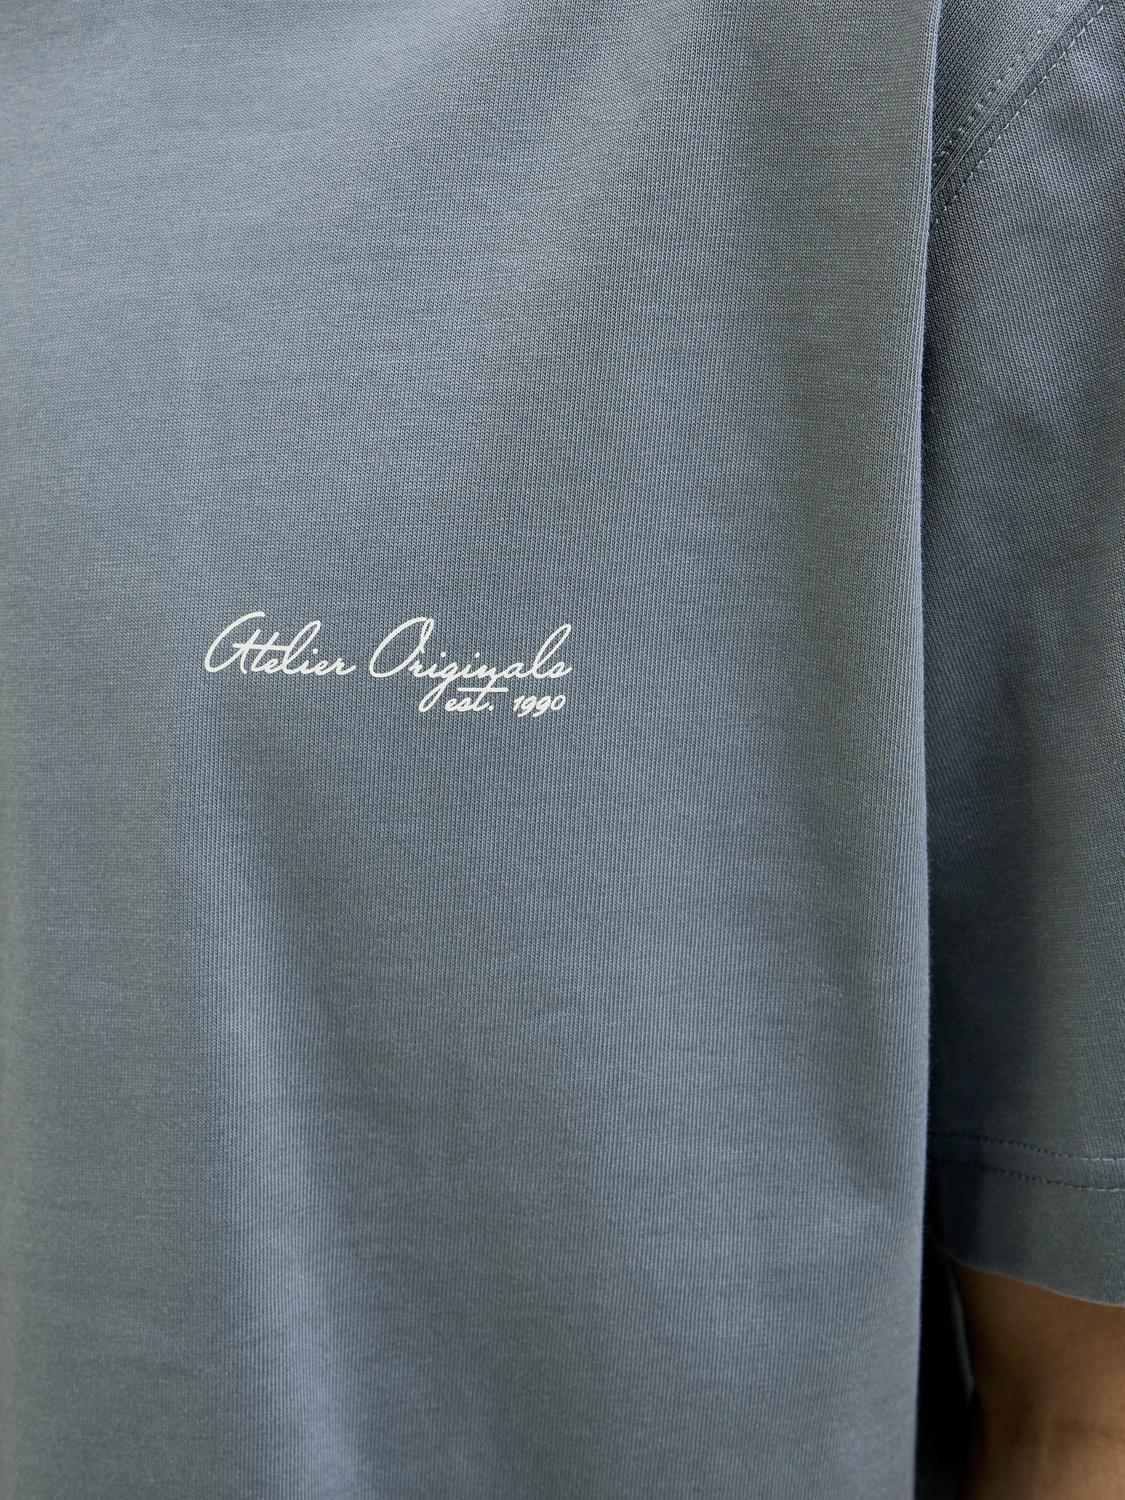 Atelier Originals
est. 1990